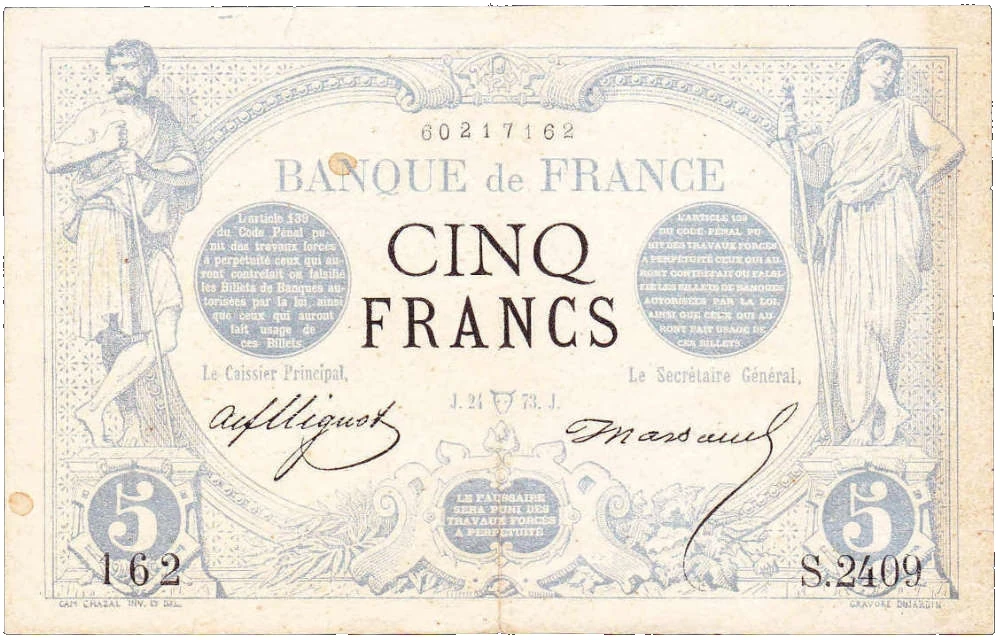 60217162
BANQUE de FRANCE
CINQ
FRANCS
L'article 139
du Code Pénal pu-
nit des travaux forcés
à perpétuité ceux qui au-
ront contrefait ou falsifié
les Billets de Banques au-
torisées par la loi, ainsi
que ceux qui auront
fait usage de
ces Billets.
L'ARTICLE 139
DU CODE PÉNAL PU-
NIT DES TRAVAUX FORCÉS
A PERPÉTUITÉ CEUX QUI AU-
RONT CONTREFAIT OU FALSI-
FIÉ LES BILLETS DE BANQUES
AUTORISÉES PAR LA LOI,
AINSI QUE CEUX QUI AU-
RONT FAIT USAGE DE
CES BILLETS.
Le Caissier Principal,
Le Secrétaire Général,
J. 24 73. J.
Mignot
Marsaud
LE FAUSSAIRE
SERA PUNI DES
TRAVAUX FORCÉS
A PERPÉTUITÉ
5
5
162
S.2409
CAM CHAZAL INV. ET DEL.
GRAVURE DUJARDIN